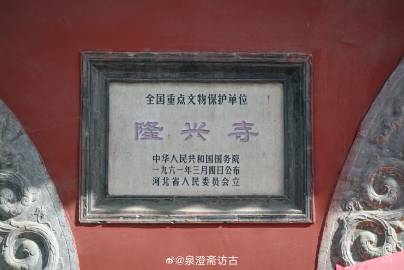 全国重点文物保护单位
隆兴寺
中华人民共和国国务院
一九六一年三月四日公布
河北省人民委员会立
@泉澄斋访古